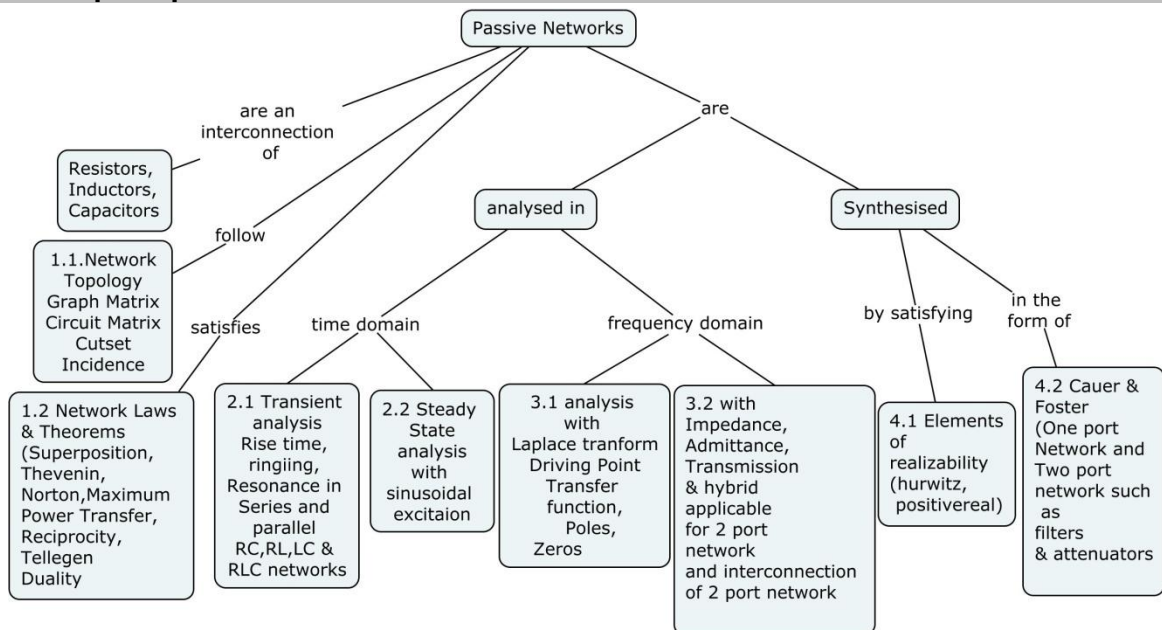 Passive Networks
are an
interconnection
of
are
Resistors,
Inductors,
Capacitors
analysed in
Synthesised
follow
1.1.Network
Topology
Graph Matrix
Circuit Matrix
Cutset
Incidence
satisfies
time domain
frequency domain
by satisfying
in the
form of
1.2 Network Laws
& Theorems
(Superposition,
Thevenin,
Norton,Maximum
Power Transfer,
Reciprocity,
Tellegen
Duality
2.1 Transient
analysis
Rise time,
ringiing,
Resonance in
Series and
parallel
RC,RL,LC &
RLC networks
2.2 Steady
State
analysis
with
sinusoidal
excitaion
3.1 analysis
with
Laplace tranform
Driving Point
Transfer
function,
Poles,
Zeros
3.2 with
Impedance,
Admittance,
Transmission
& hybrid
applicable
for 2 port
network
and interconnection
of 2 port network
4.1 Elements
of
realizability
(hurwitz,
positivereal)
4.2 Cauer &
Foster
(One port
Network and
Two port
network such
as
filters
& attenuators